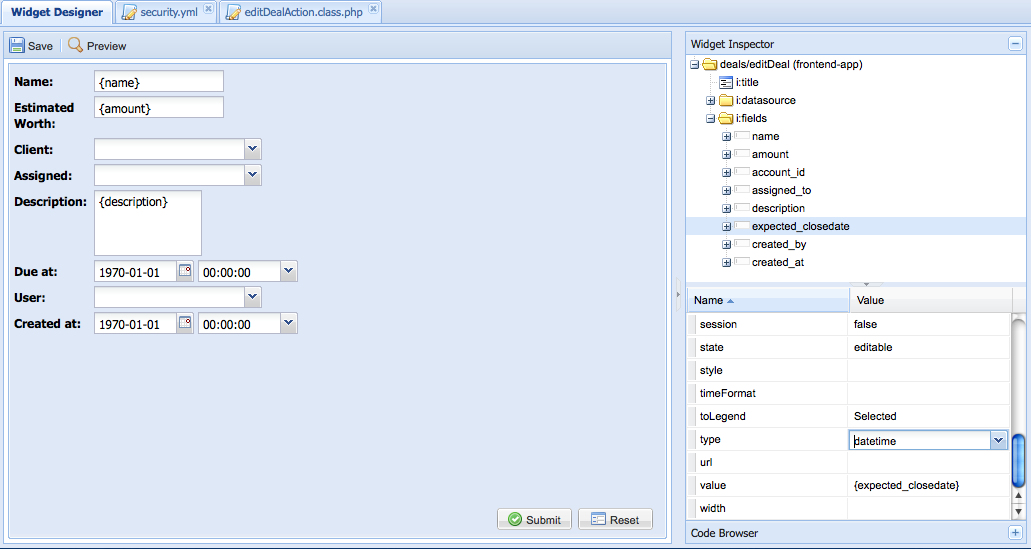 Widget Designer security.yml editDealAction.class.php
Save Preview
Name: {name}
Estimated Worth: {amount}
Client:
Assigned:
Description: {description}
Due at: 1970-01-01 00:00:00
User:
Created at: 1970-01-01 00:00:00
Submit Reset
Widget Inspector
deals/editDeal (frontend-app)
i:title
i:datasource
i:fields
name
amount
account_id
assigned_to
description
expected_closedate
created_by
created_at
Name Value
session false
state editable
style
timeFormat
toLegend Selected
type datetime
url
value {expected_closedate}
width
Code Browser